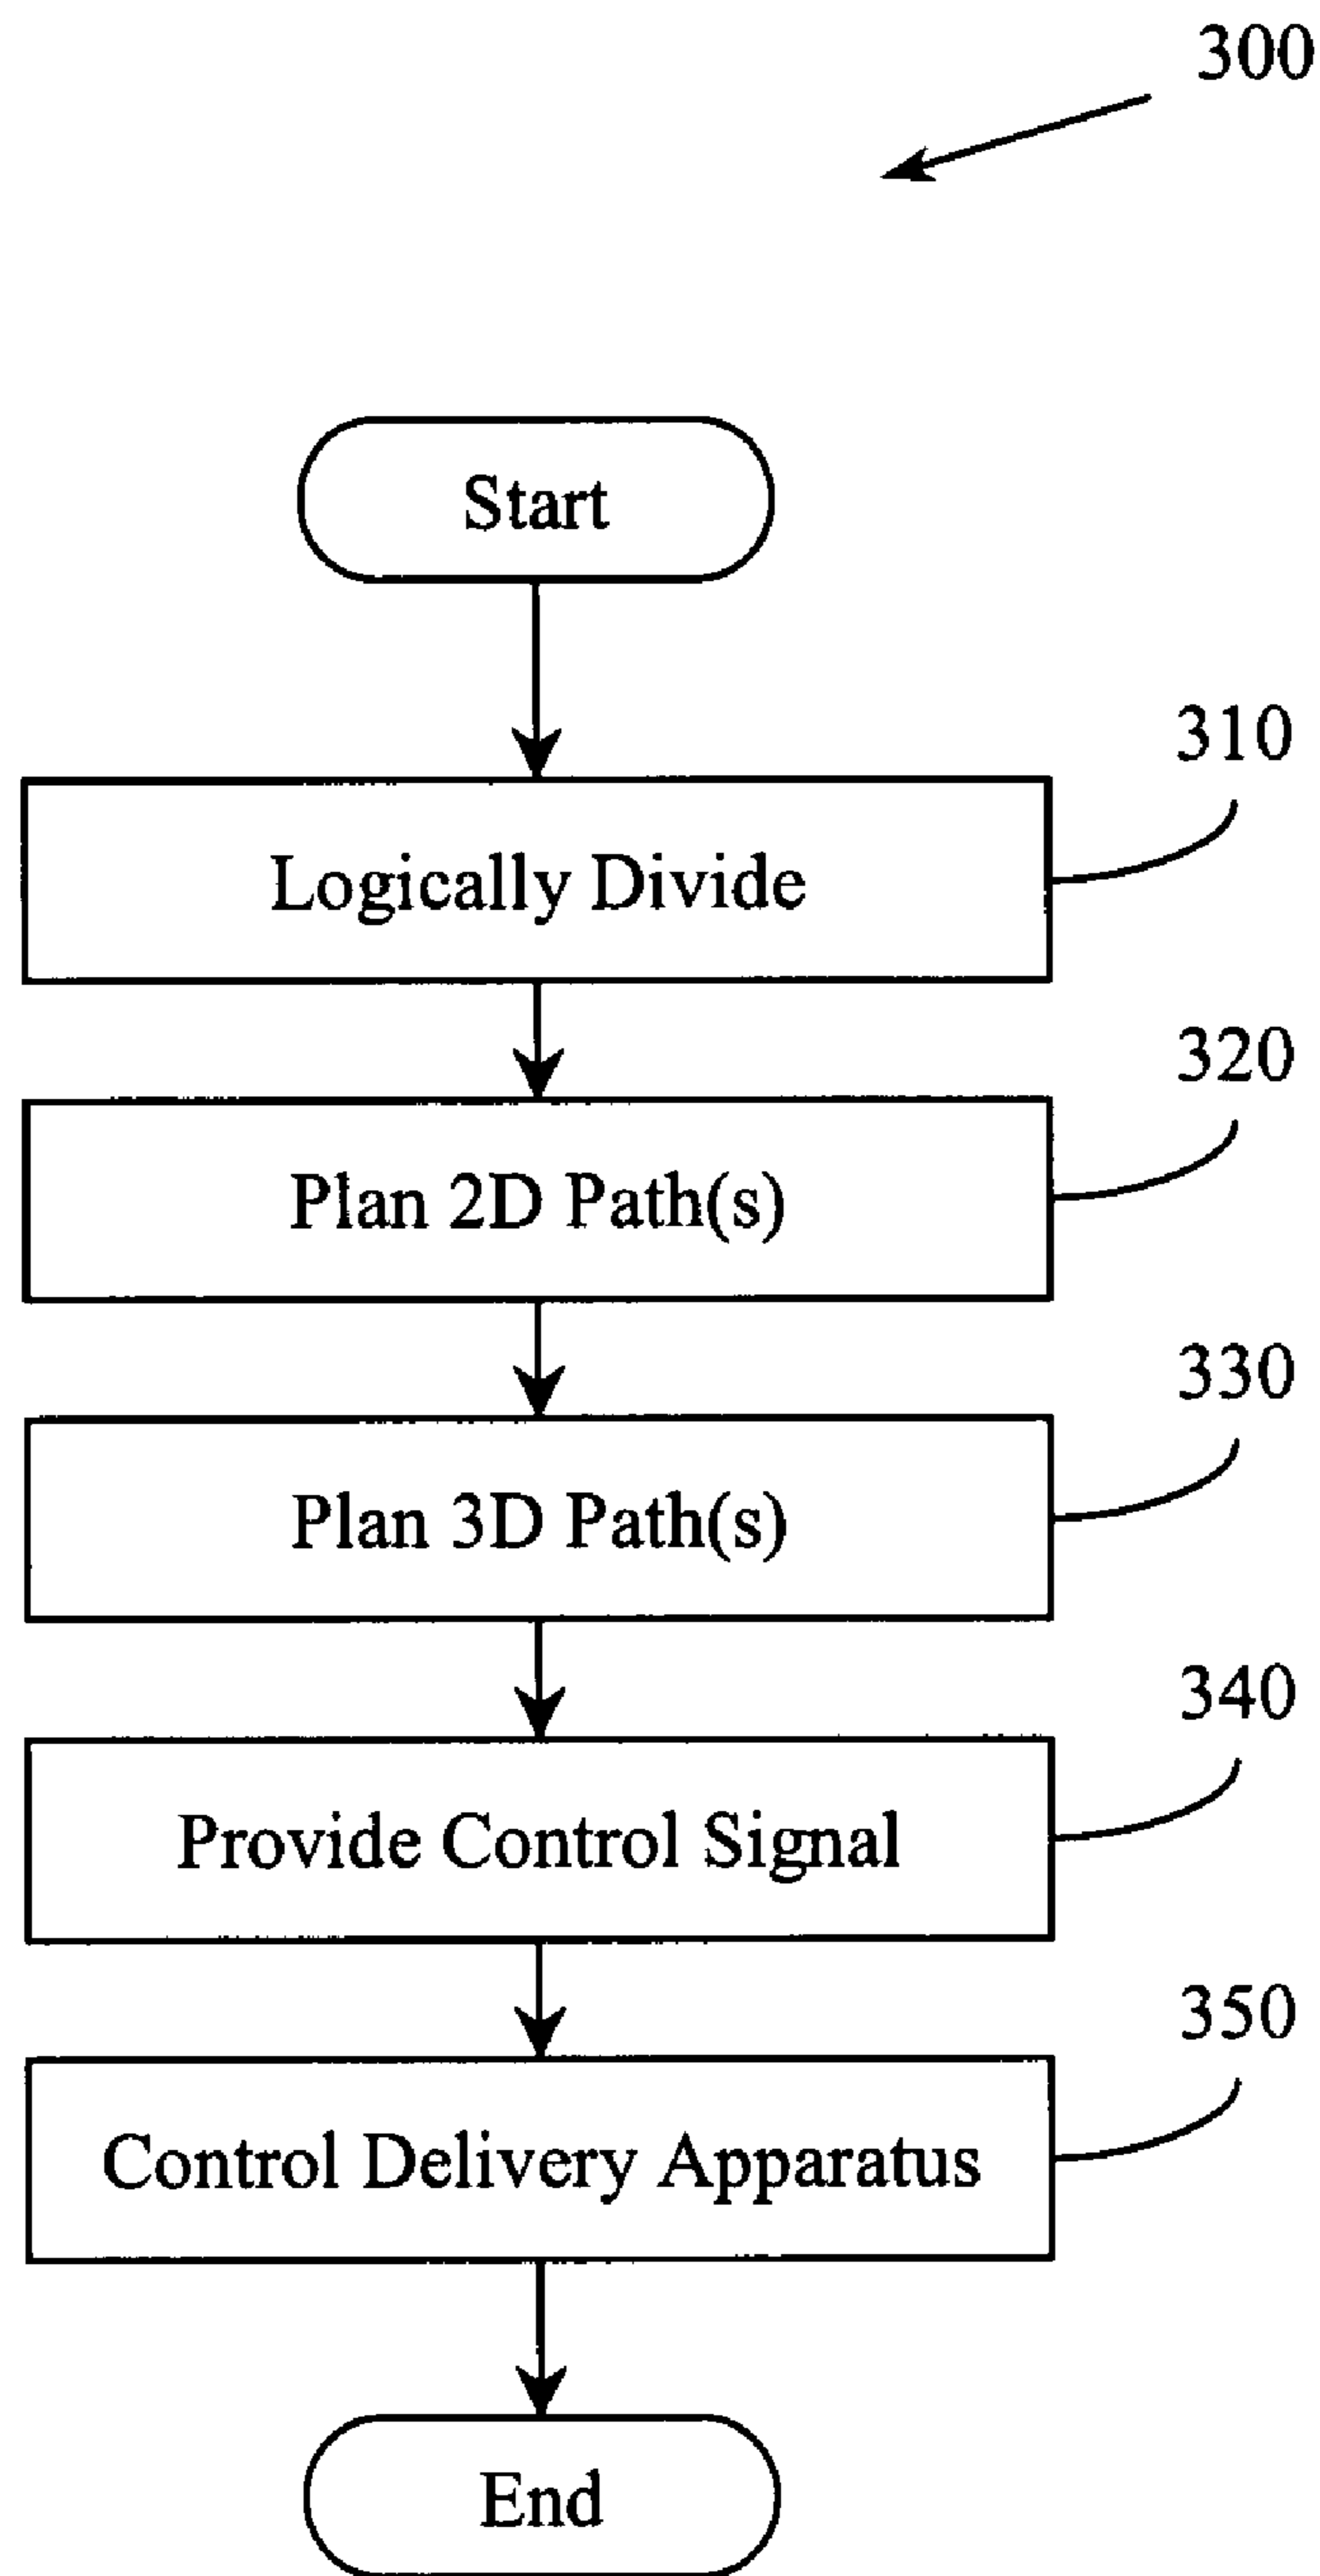 300
Start
310
Logically Divide
320
Plan 2D Path(s)
330
Plan 3D Path(s)
340
Provide Control Signal
350
Control Delivery Apparatus
End